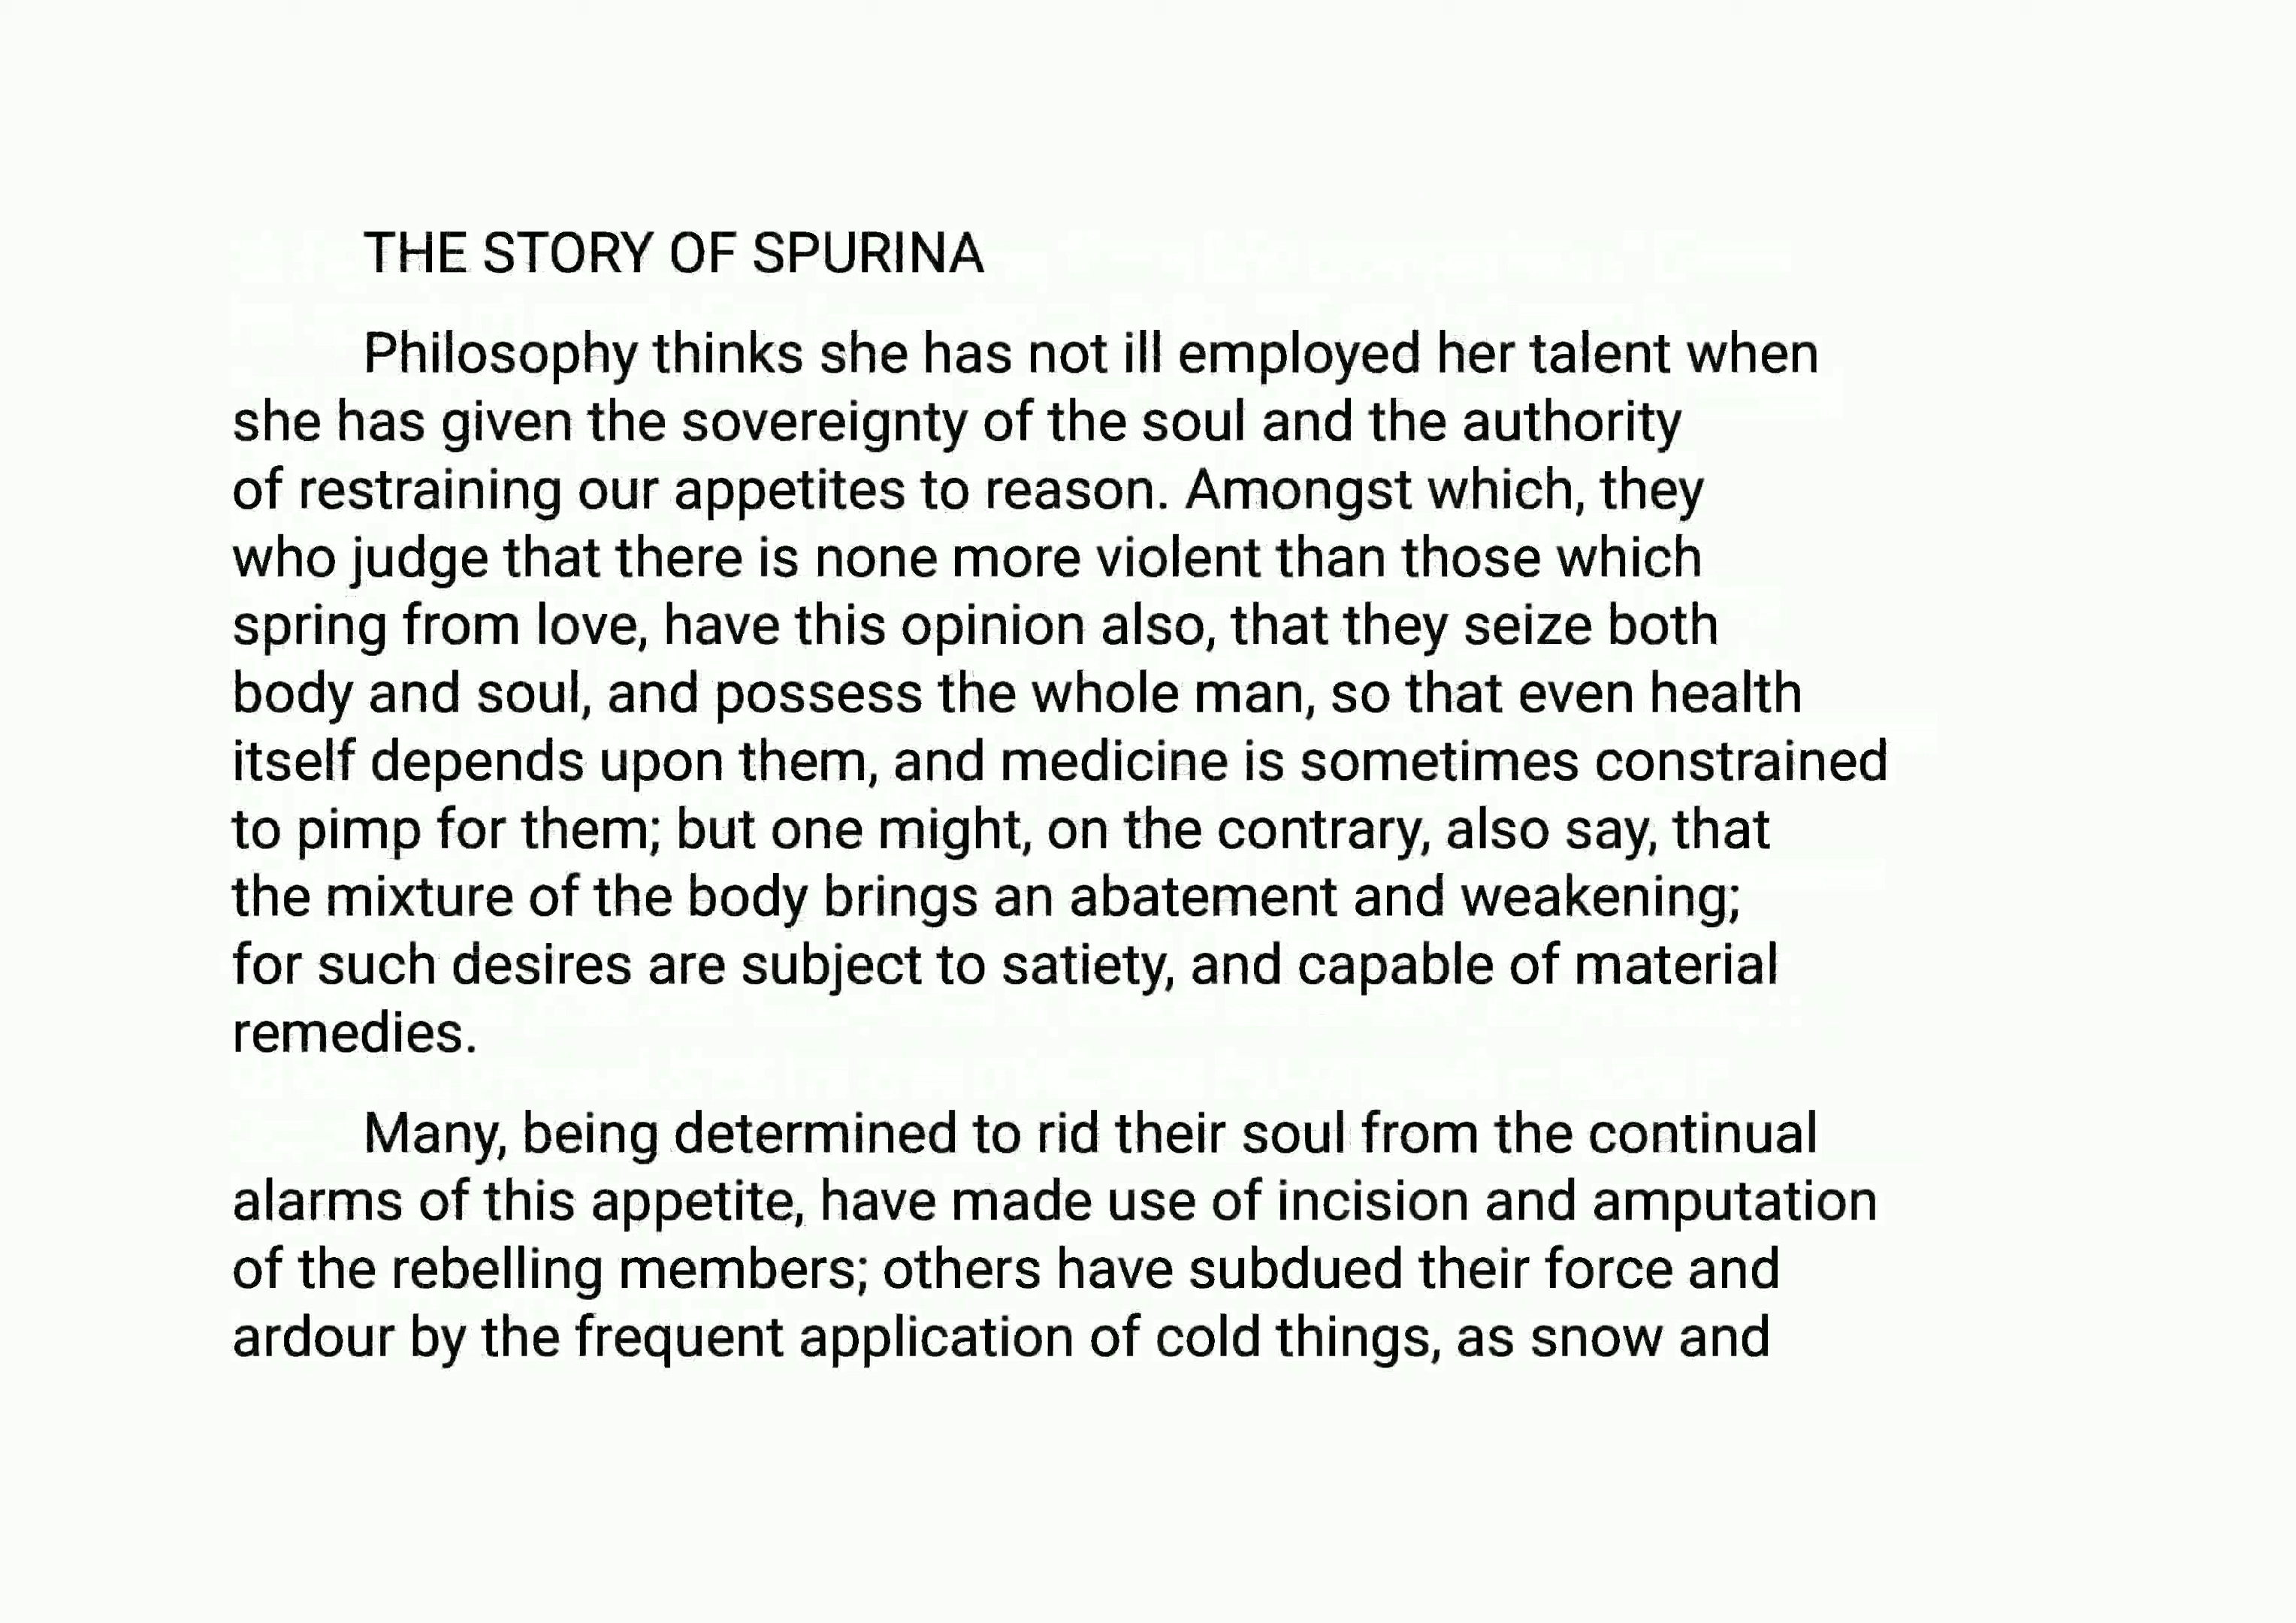 THE STORY OF SPURINA
Philosophy thinks she has not ill employed her talent when
she has given the sovereignty of the soul and the authority
of restraining our appetites to reason. Amongst which, they
who judge that there is none more violent than those which
spring from love, have this opinion also, that they seize both
body and soul, and possess the whole man, so that even health
itself depends upon them, and medicine is sometimes constrained
to pimp for them; but one might, on the contrary, also say, that
the mixture of the body brings an abatement and weakening;
for such desires are subject to satiety, and capable of material
remedies.
Many, being determined to rid their soul from the continual
alarms of this appetite, have made use of incision and amputation
of the rebelling members; others have subdued their force and
ardour by the frequent application of cold things, as snow and